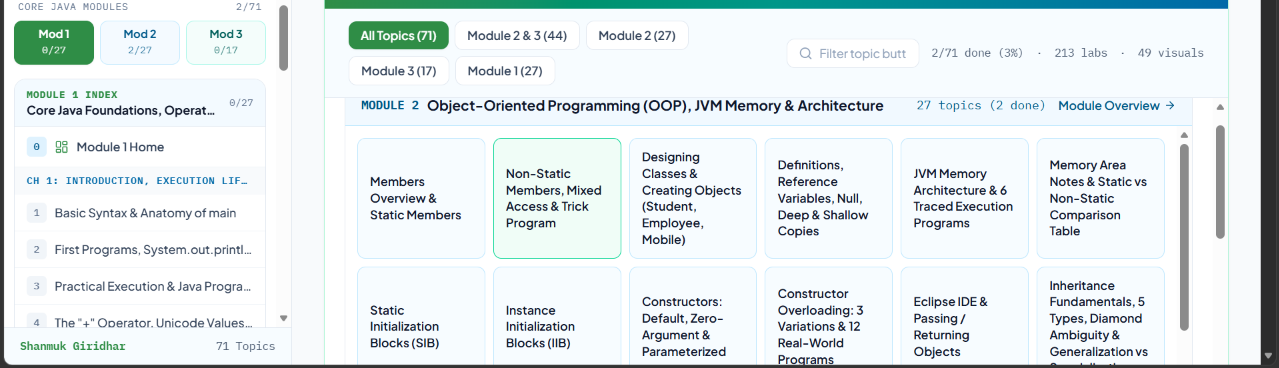 CORE JAVA MODULES 2/71
Mod 1
0/27
Mod 2
2/27
Mod 3
0/17
MODULE 1 INDEX
Core Java Foundations, Operat...
0/27
0 Module 1 Home
CH 1: INTRODUCTION, EXECUTION LIF…
1 Basic Syntax & Anatomy of main
2 First Programs, System.out.printl...
3 Practical Execution & Java Progra...
4 The "+" Operator, Unicode Values...
Shanmuk Giridhar 71 Topics
All Topics (71)
Module 2 & 3 (44)
Module 2 (27)
Module 3 (17)
Module 1 (27)
Filter topic butt
2/71 done (3%) · 213 labs · 49 visuals
MODULE 2 Object-Oriented Programming (OOP), JVM Memory & Architecture
27 topics (2 done) Module Overview →
Members
Overview &
Static Members
Non-Static
Members, Mixed
Access & Trick
Program
Designing
Classes &
Creating Objects
(Student,
Employee,
Mobile)
Definitions,
Reference
Variables, Null,
Deep & Shallow
Copies
JVM Memory
Architecture & 6
Traced Execution
Programs
Memory Area
Notes & Static vs
Non-Static
Comparison
Table
Static
Initialization
Blocks (SIB)
Instance
Initialization
Blocks (IIB)
Constructors:
Default, Zero-
Argument &
Parameterized
Constructor
Overloading: 3
Variations & 12
Real-World
Programs
Eclipse IDE &
Passing /
Returning
Objects
Inheritance
Fundamentals, 5
Types, Diamond
Ambiguity &
Generalization vs